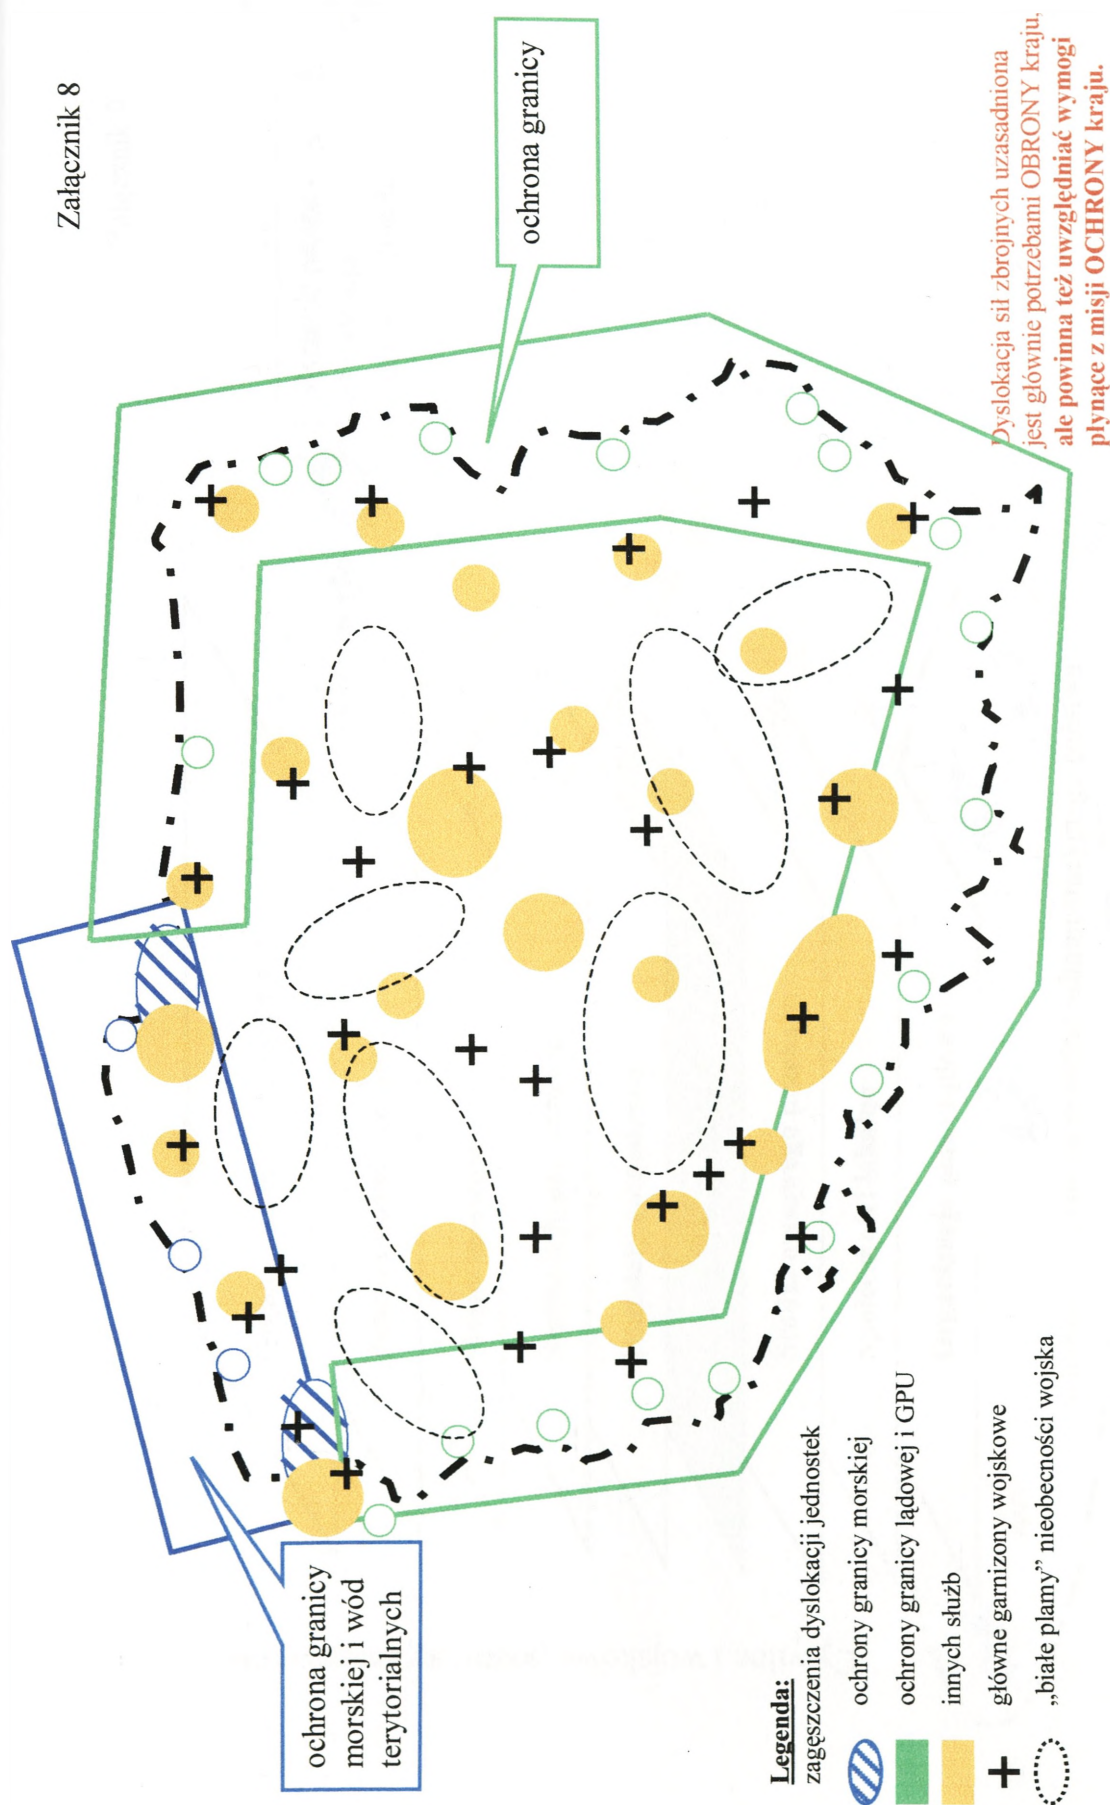 Załącznik 8
ochrona granicy
ochrona granicy
morskiej i wód
terytorialnych
Legenda:
zagęszczenia dyslokacji jednostek
ochrony granicy morskiej
ochrony granicy lądowej i GPU
innych służb
główne garnizony wojskowe
„białe plamy” nieobecności wojska
Dyslokacja sił zbrojnych uzasadniona
jest głównie potrzebami OBRONY kraju,
ale powinna też uwzględniać wymogi
płynące z misji OCHRONY kraju.